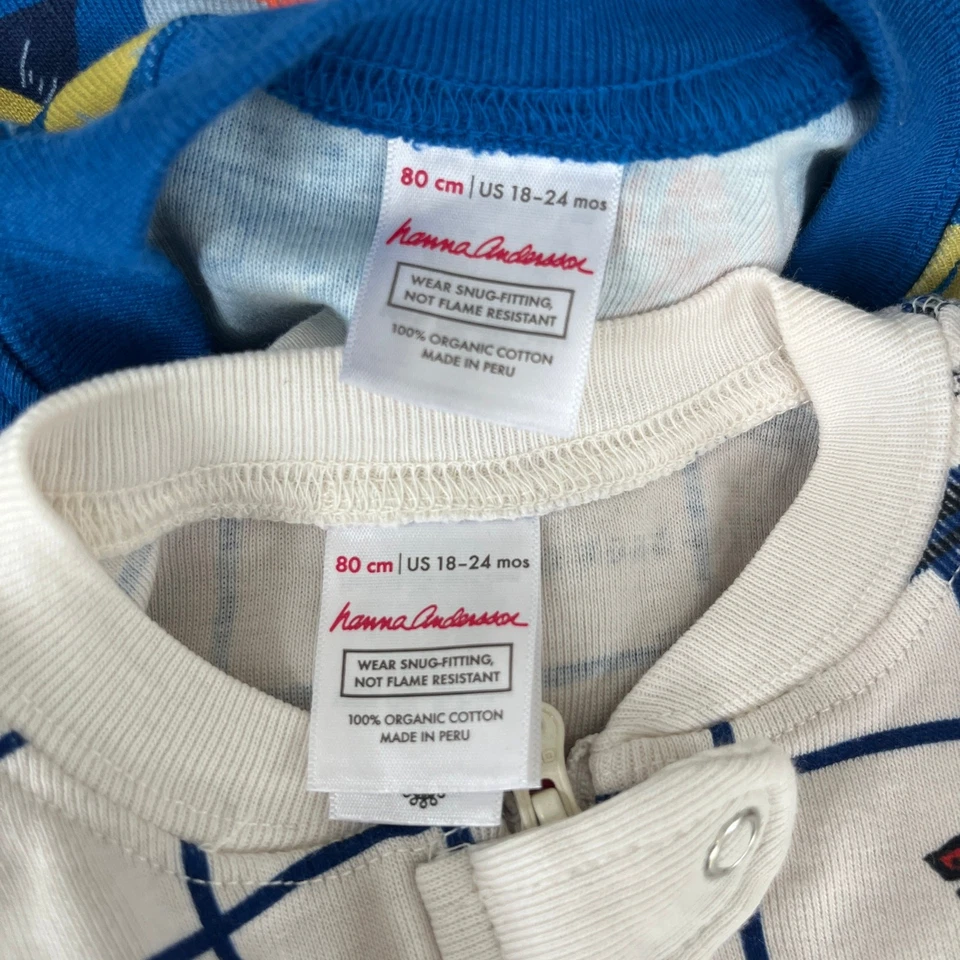 80 cm | US 18–24 mos
hanna Andersson
WEAR SNUG-FITTING,
NOT FLAME RESISTANT
100% ORGANIC COTTON
MADE IN PERU
80 cm | US 18–24 mos
hanna Andersson
WEAR SNUG-FITTING,
NOT FLAME RESISTANT
100% ORGANIC COTTON
MADE IN PERU